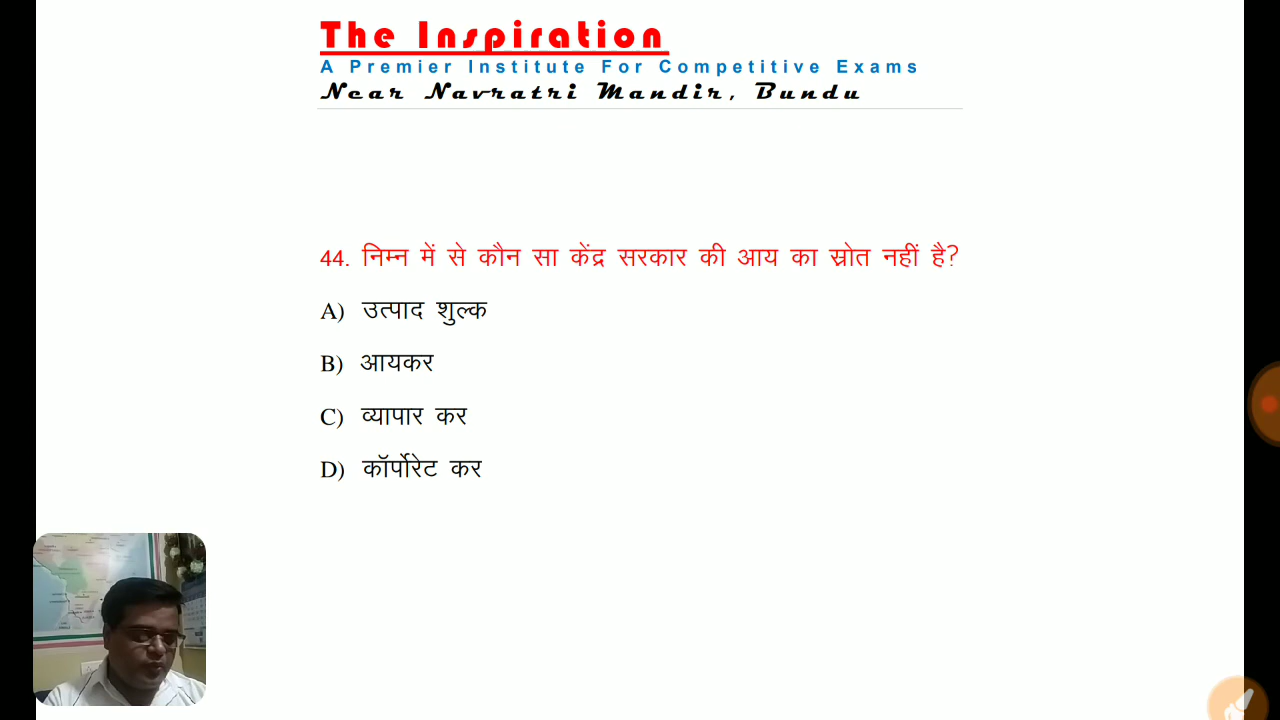 The Inspiration
A Premier Institute For Competitive Exams
Near Navratri Mandir, Bundu
44. निम्न में से कौन सा केंद्र सरकार की आय का स्रोत नहीं है?
A) उत्पाद शुल्क
B) आयकर
C) व्यापार कर
D) कॉर्पोरेट कर